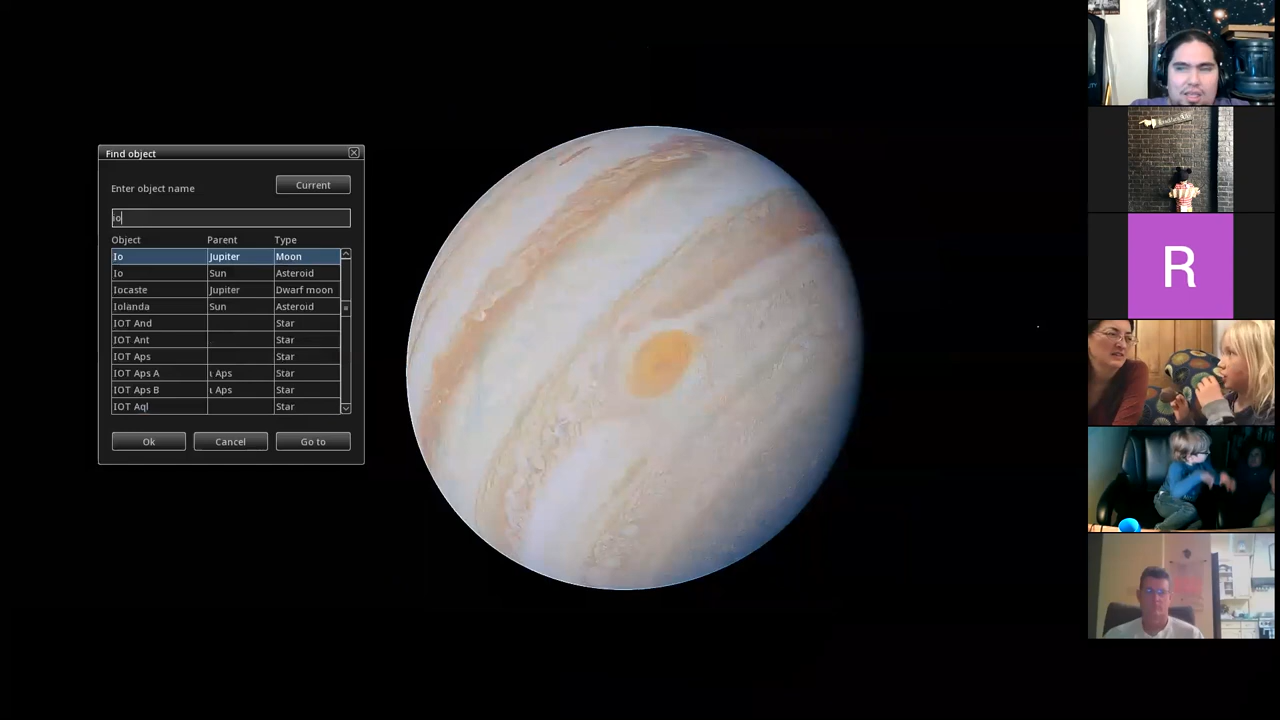 Find object
Enter object name
Current
io
Object Parent Type
Io Jupiter Moon
Io Sun Asteroid
Iocaste Jupiter Dwarf moon
Iolanda Sun Asteroid
IOT And Star
IOT Ant Star
IOT Aps Star
IOT Aps A ι Aps Star
IOT Aps B ι Aps Star
IOT Aql Star
Ok Cancel Go to
R